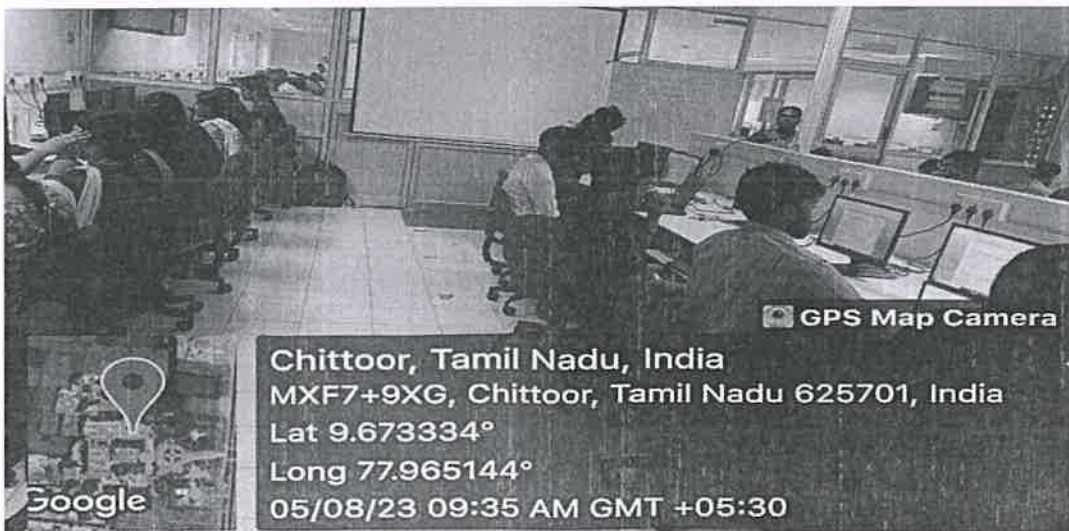 GPS Map Camera
Chittoor, Tamil Nadu, India
MXF7+9XG, Chittoor, Tamil Nadu 625701, India
Lat 9.673334°
Long 77.965144°
05/08/23 09:35 AM GMT +05:30
Google